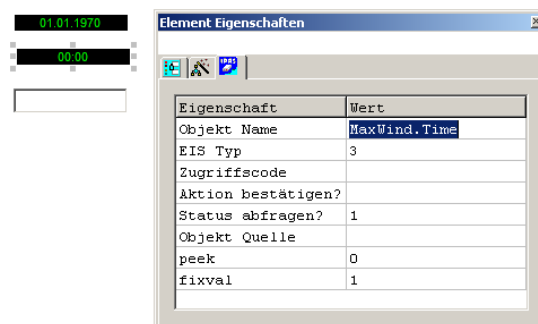 01.01.1970
00:00
Element Eigenschaften
IPAS
Eigenschaft Wert
Objekt Name MaxWind.Time
EIS Typ 3
Zugriffscode
Aktion bestätigen?
Status abfragen? 1
Objekt Quelle
peek 0
fixval 1